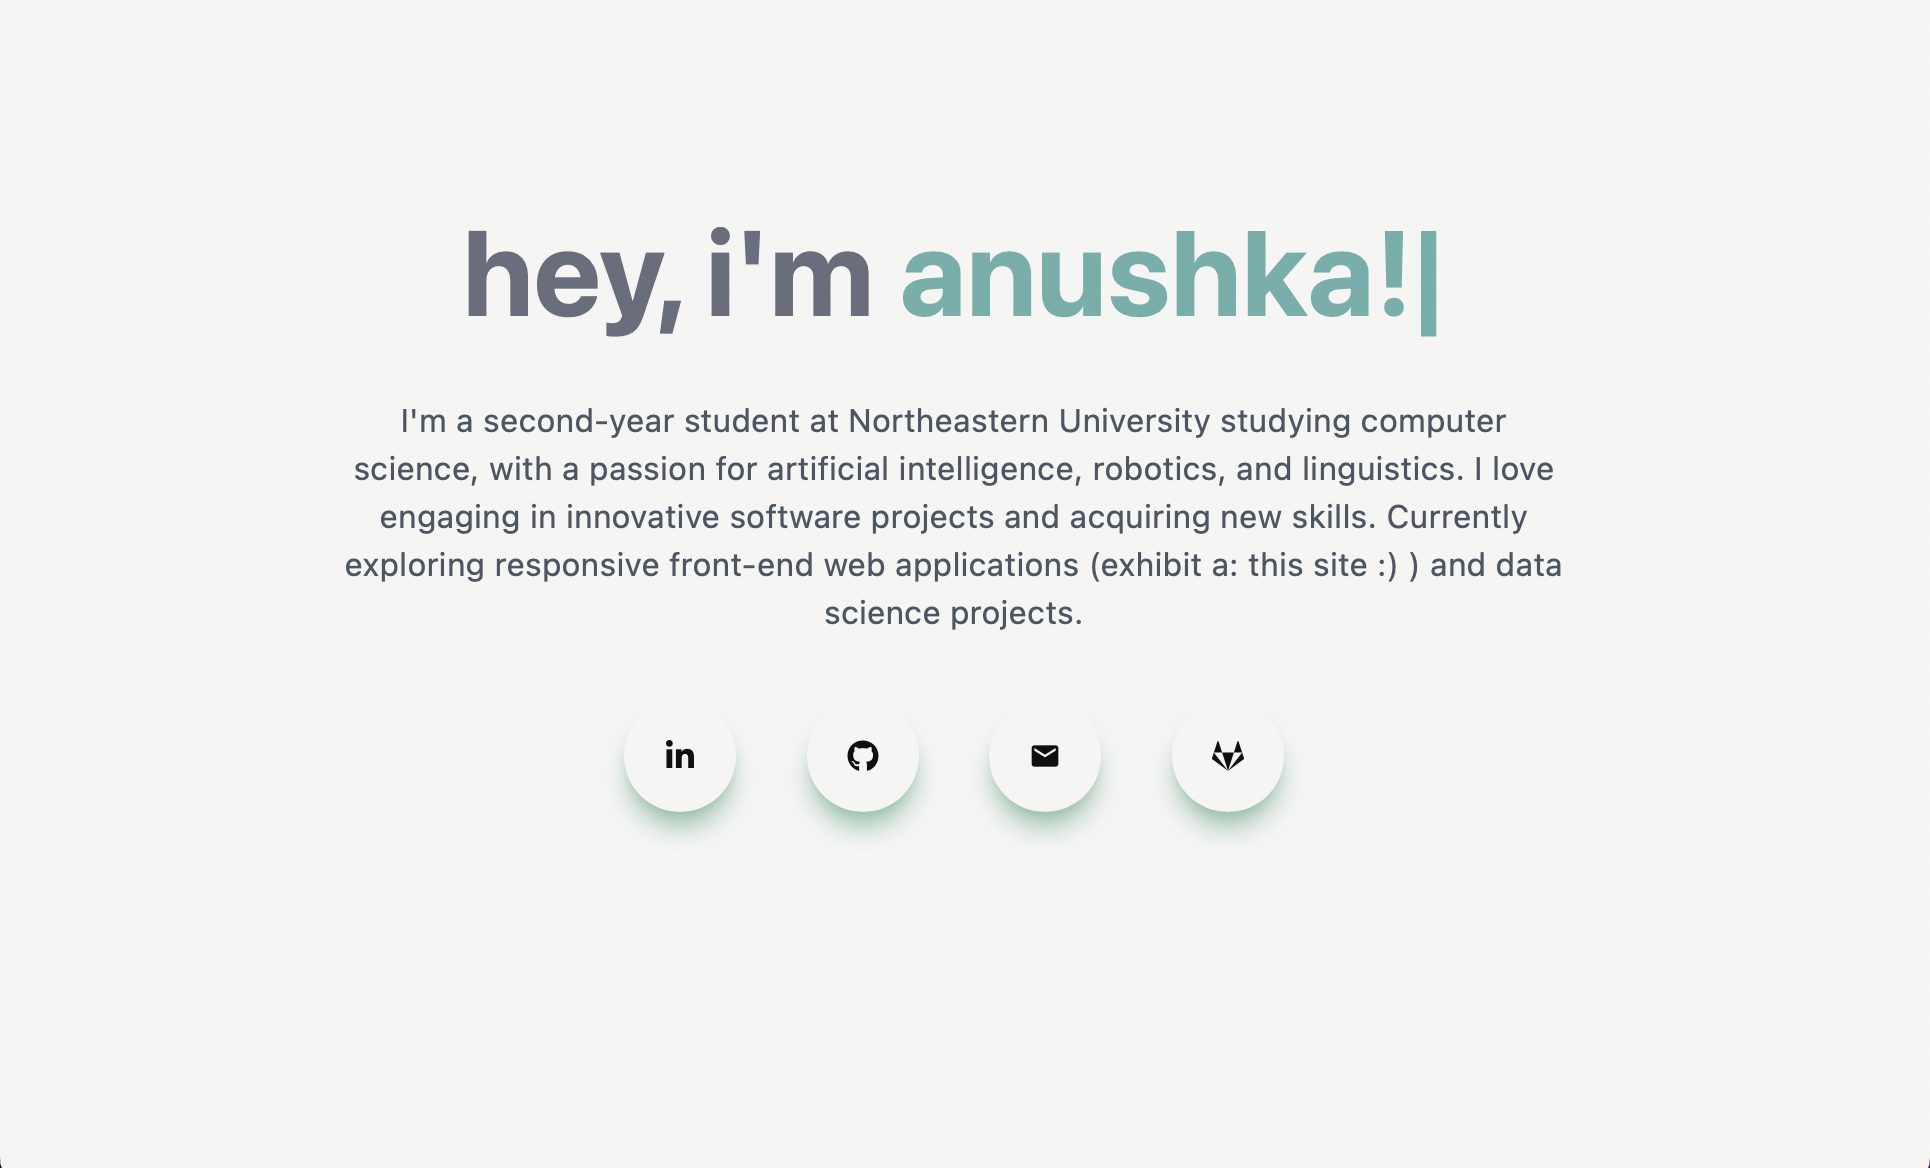 hey, i'm anushka!|
I'm a second-year student at Northeastern University studying computer
science, with a passion for artificial intelligence, robotics, and linguistics. I love
engaging in innovative software projects and acquiring new skills. Currently
exploring responsive front-end web applications (exhibit a: this site :) ) and data
science projects.
in